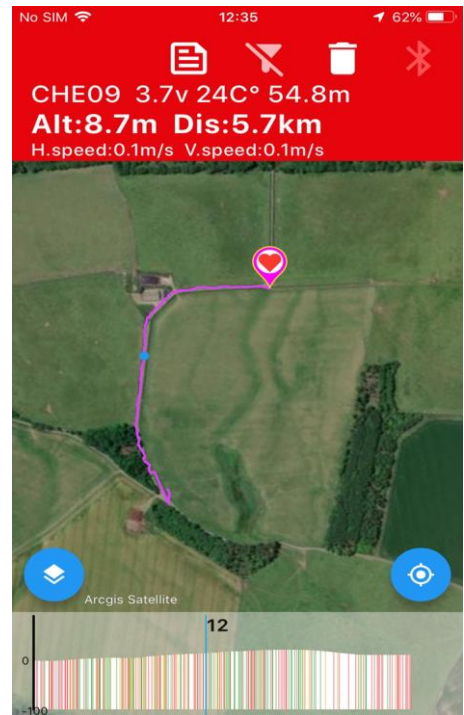 No SIM 12:35 62%
CHE09 3.7v 24C° 54.8m
Alt:8.7m Dis:5.7km
H.speed:0.1m/s V.speed:0.1m/s
Arcgis Satellite
12
0
-100